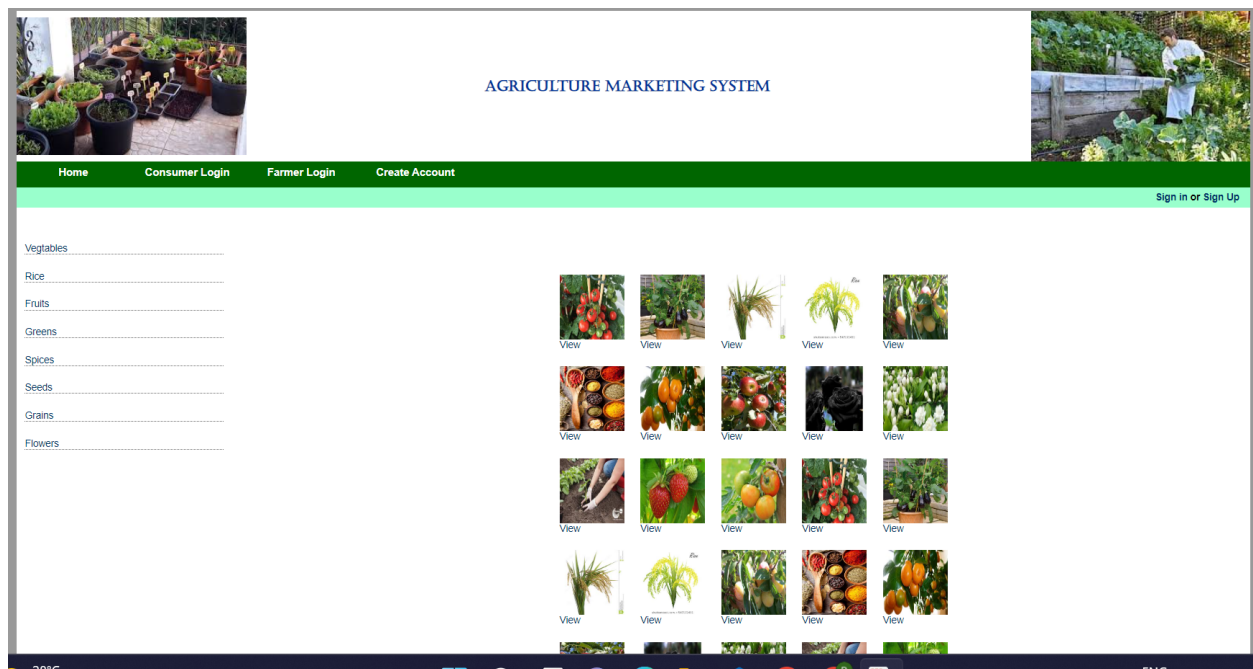 AGRICULTURE MARKETING SYSTEM
Home Consumer Login Farmer Login Create Account
Sign in or Sign Up
Vegtables
Rice
Fruits
Greens
Spices
Seeds
Grains
Flowers
View View View View View
View View View View View
View View View View View
View View View View View